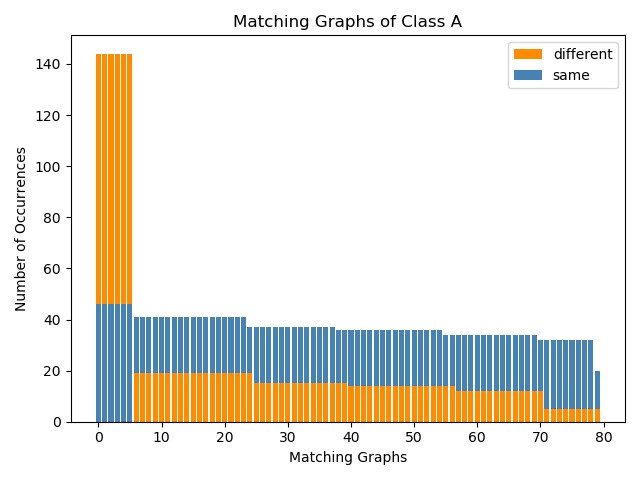 Matching Graphs of Class A
different
same
Number of Occurrences
140
120
100
80
60
40
20
0
0 10 20 30 40 50 60 70 80
Matching Graphs